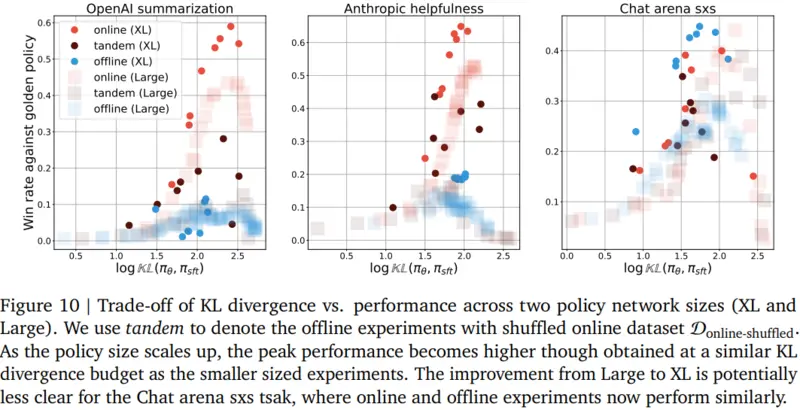 OpenAI summarization
Anthropic helpfulness
Chat arena sxs
Win rate against golden policy
0.6
0.5
0.4
0.3
0.2
0.1
0.0
online (XL)
tandem (XL)
offline (XL)
online (Large)
tandem (Large)
offline (Large)
0.5 1.0 1.5 2.0 2.5
log 𝕂𝕃(πθ, πsft)
0.6
0.5
0.4
0.3
0.2
0.1
0.0
0.5 1.0 1.5 2.0 2.5
log 𝕂𝕃(πθ, πsft)
0.4
0.3
0.2
0.1
0.0
0.0 0.5 1.0 1.5 2.0 2.5
log 𝕂𝕃(πθ, πsft)
Figure 10 | Trade-off of KL divergence vs. performance across two policy network sizes (XL and
Large). We use tandem to denote the offline experiments with shuffled online dataset 𝒟online-shuffled.
As the policy size scales up, the peak performance becomes higher though obtained at a similar KL
divergence budget as the smaller sized experiments. The improvement from Large to XL is potentially
less clear for the Chat arena sxs tsak, where online and offline experiments now perform similarly.